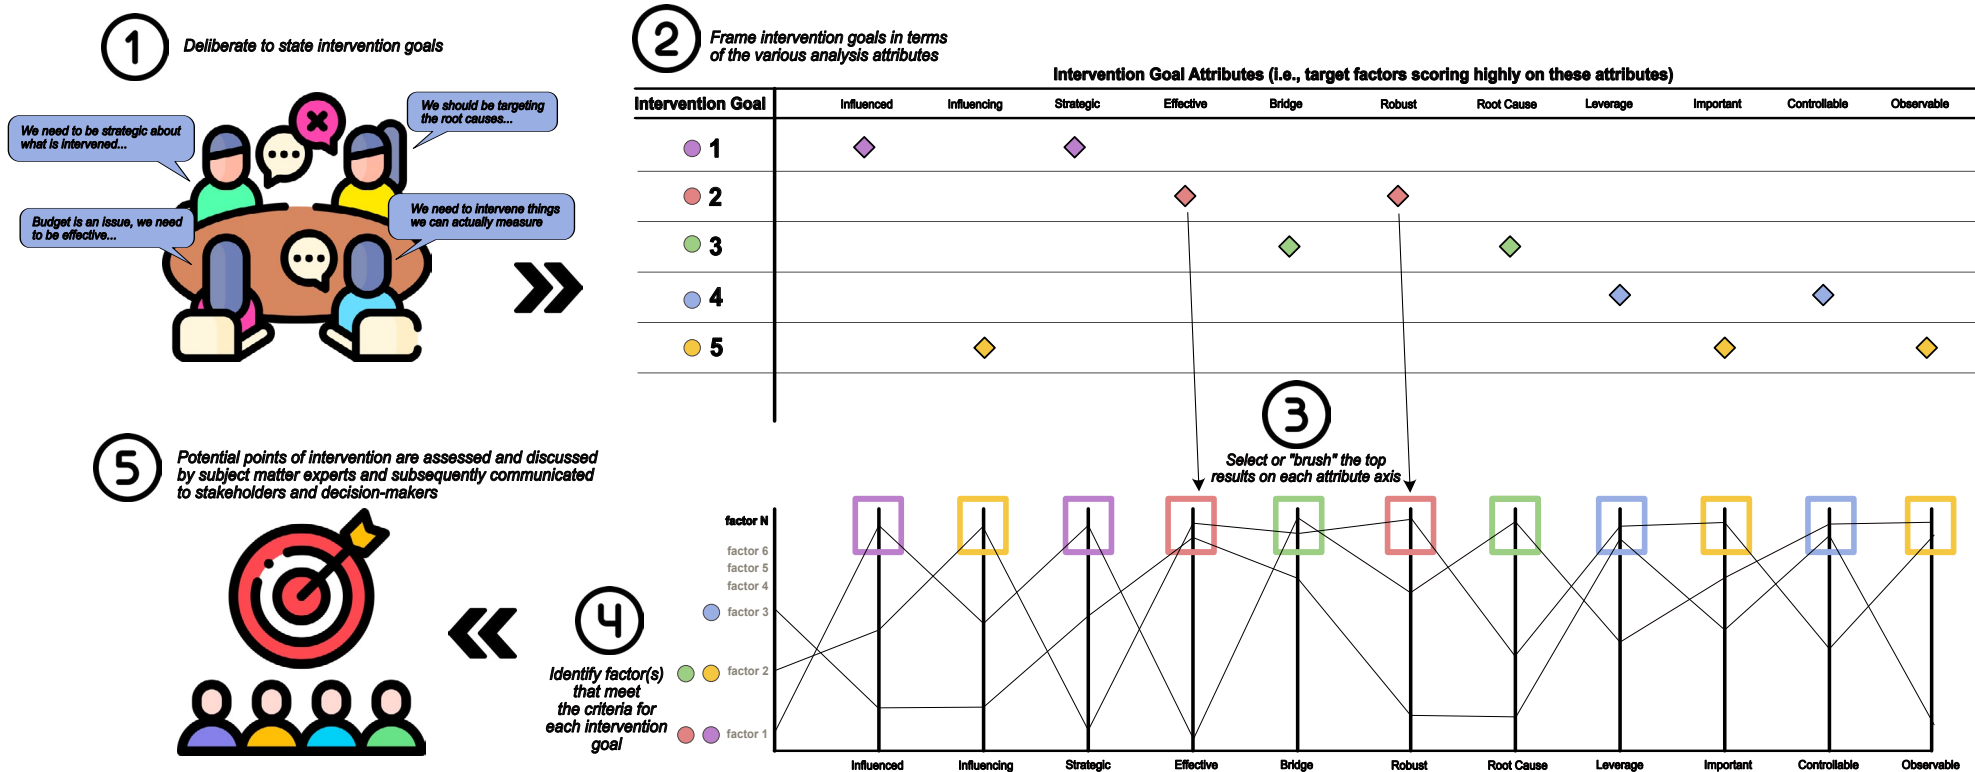 1
Deliberate to state intervention goals
We need to be strategic about
what is intervened...
We should be targeting
the root causes...
Budget is an issue, we need
to be effective...
We need to intervene things
we can actually measure
2
Frame intervention goals in terms
of the various analysis attributes
Intervention Goal Attributes (i.e., target factors scoring highly on these attributes)
Intervention Goal Influenced Influencing Strategic Effective Bridge Robust Root Cause Leverage Important Controllable Observable
1
2
3
4
5
3
Select or "brush" the top
results on each attribute axis
factor N
factor 6
factor 5
factor 4
factor 3
factor 2
factor 1
Influenced Influencing Strategic Effective Bridge Robust Root Cause Leverage Important Controllable Observable
4
Identify factor(s)
that meet
the criteria for
each intervention
goal
5
Potential points of intervention are assessed and discussed
by subject matter experts and subsequently communicated
to stakeholders and decision-makers